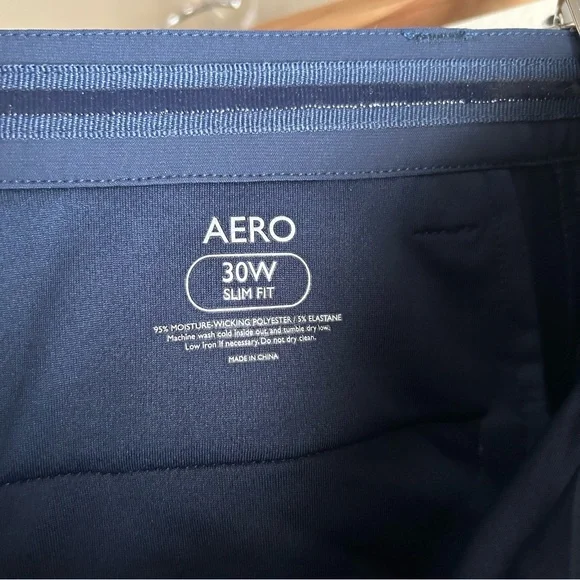 AERO
30W
SLIM FIT
95% MOISTURE-WICKING POLYESTER / 5% ELASTANE
Machine wash cold inside out, and tumble dry low,
Low Iron if necessary. Do not dry clean.
MADE IN CHINA